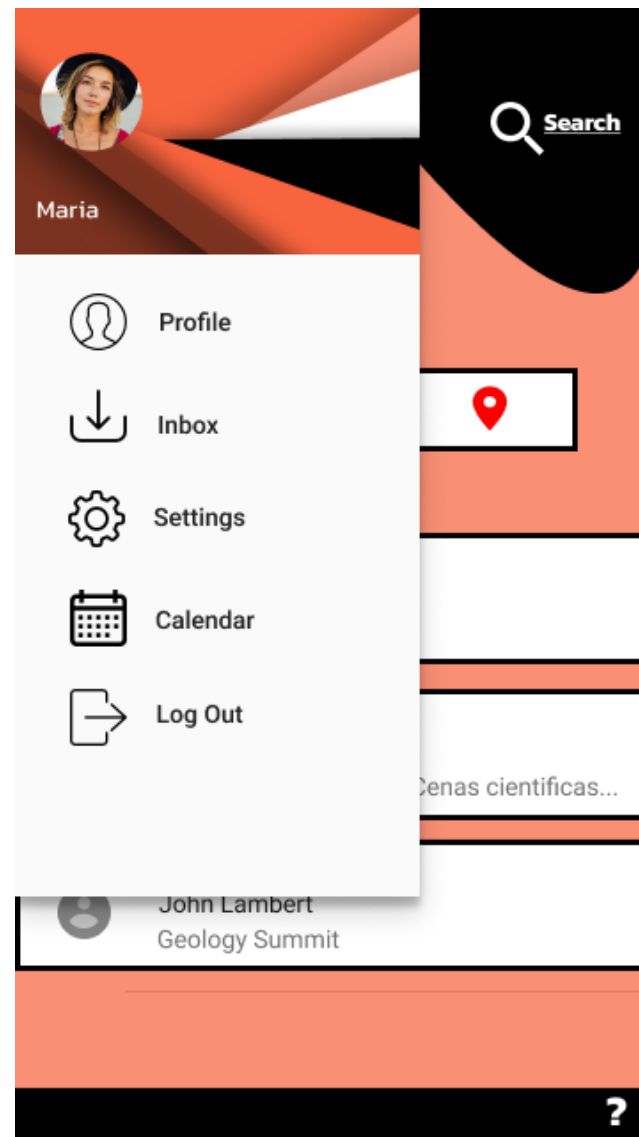 Search
Maria
Profile
Inbox
Settings
Calendar
Log Out
Cenas cientificas...
John Lambert
Geology Summit
?